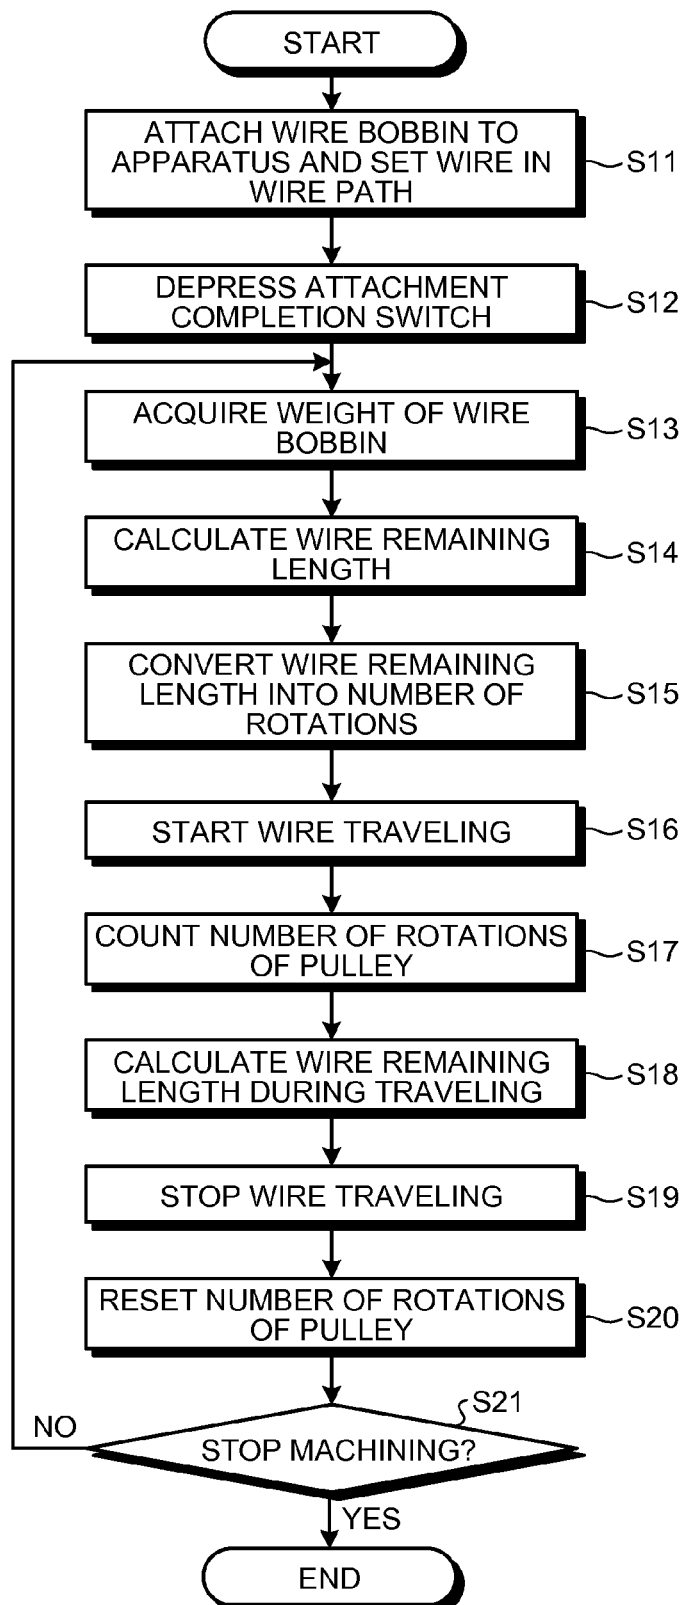 START
ATTACH WIRE BOBBIN TO
APPARATUS AND SET WIRE IN
WIRE PATH
S11
DEPRESS ATTACHMENT
COMPLETION SWITCH
S12
ACQUIRE WEIGHT OF WIRE
BOBBIN
S13
CALCULATE WIRE REMAINING
LENGTH
S14
CONVERT WIRE REMAINING
LENGTH INTO NUMBER OF
ROTATIONS
S15
START WIRE TRAVELING
S16
COUNT NUMBER OF ROTATIONS
OF PULLEY
S17
CALCULATE WIRE REMAINING
LENGTH DURING TRAVELING
S18
STOP WIRE TRAVELING
S19
RESET NUMBER OF ROTATIONS
OF PULLEY
S20
S21
NO
STOP MACHINING?
YES
END